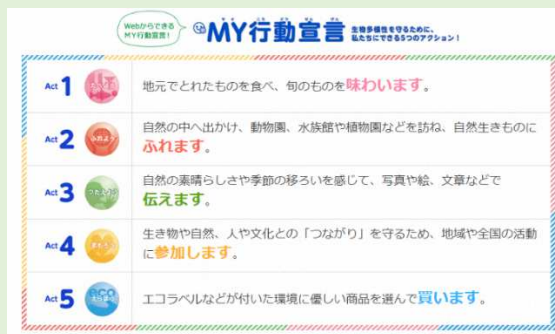 Webからできる
MY行動宣言!
MY行動宣言
生物多様性を守るために、
私たちにできる5つのアクション!
Act 1
地元でとれたものを食べ、旬のものを味わいます。
Act 2
自然の中へ出かけ、動物園、水族館や植物園などを訪ね、自然生きものに
ふれます。
Act 3
自然の素晴らしさや季節の移ろいを感じて、写真や絵、文章などで
伝えます。
Act 4
生き物や自然、人や文化との「つながり」を守るため、地域や全国の活動
に参加します。
Act 5
eco
エコラベルなどが付いた環境に優しい商品を選んで買います。